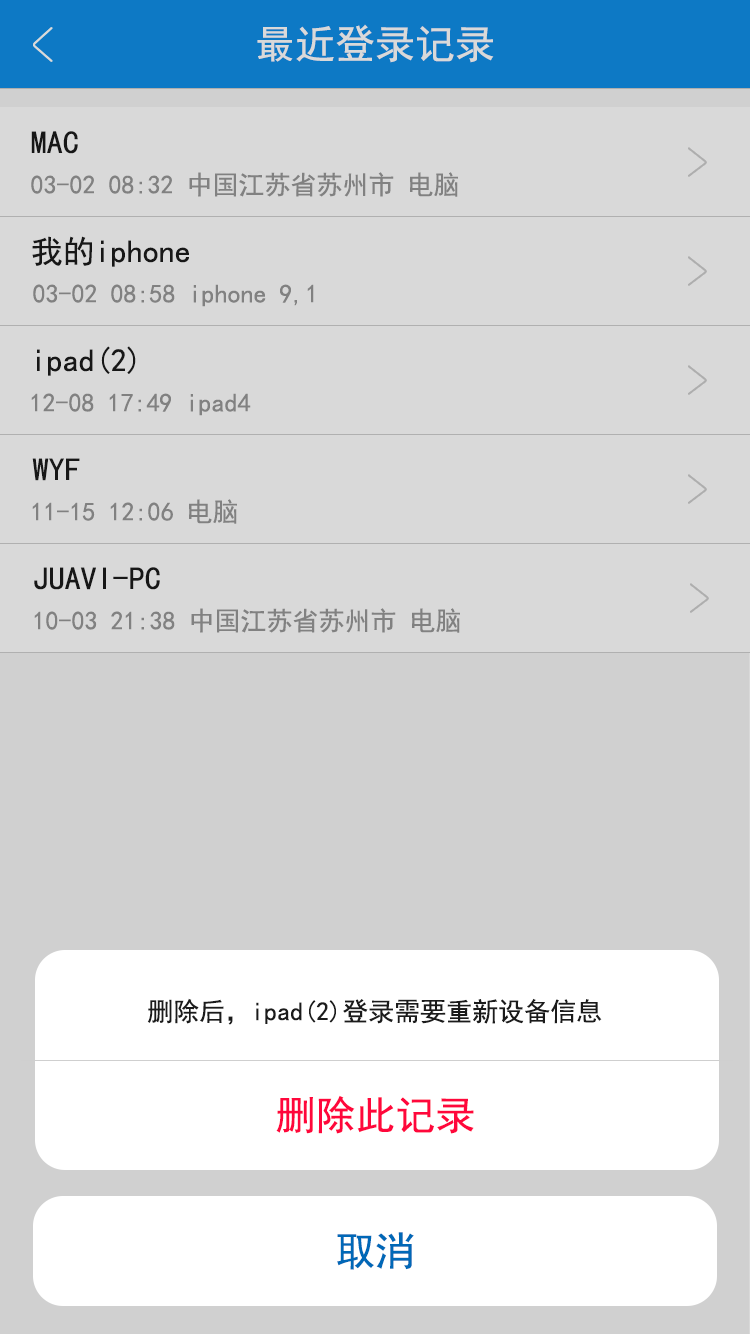 最近登录记录
MAC
03-02 08:32 中国江苏省苏州市 电脑
我的iphone
03-02 08:58 iphone 9,1
ipad(2)
12-08 17:49 ipad4
WYF
11-15 12:06 电脑
JUAVI-PC
10-03 21:38 中国江苏省苏州市 电脑
删除后，ipad(2)登录需要重新设备信息
删除此记录
取消